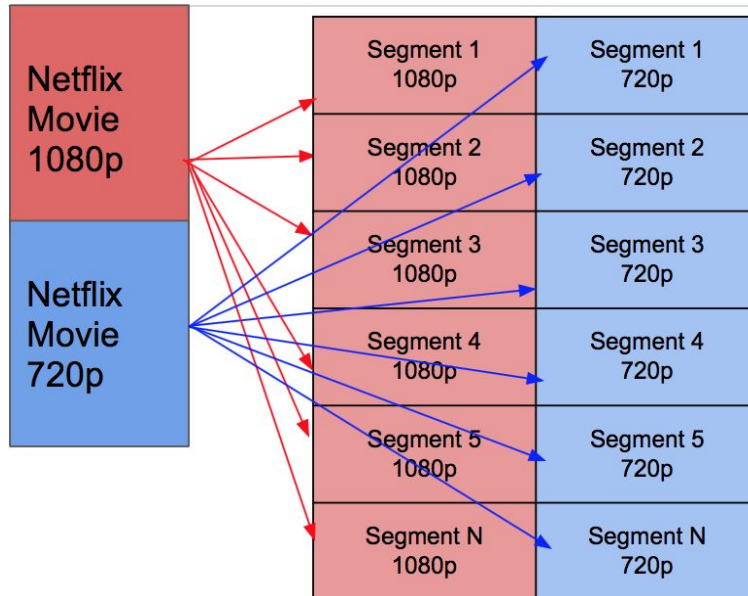 Netflix
Movie
1080p
Netflix
Movie
720p
Segment 1
1080p
Segment 1
720p
Segment 2
1080p
Segment 2
720p
Segment 3
1080p
Segment 3
720p
Segment 4
1080p
Segment 4
720p
Segment 5
1080p
Segment 5
720p
Segment N
1080p
Segment N
720p